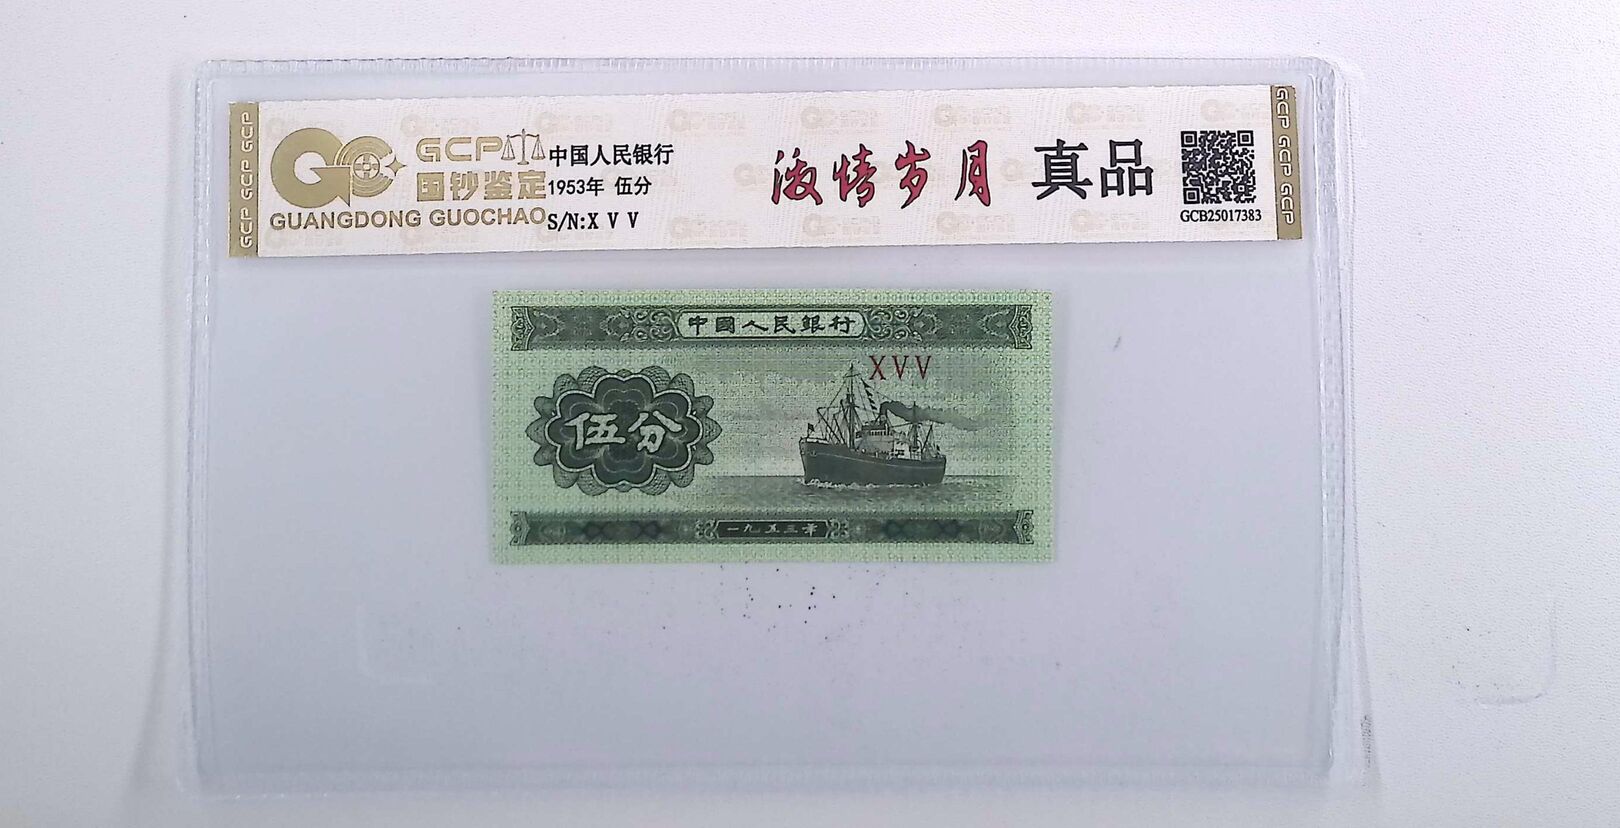 GCP
国钞鉴定
GUANGDONG GUOCHAO
中国人民银行
1953年 伍分
S/N:X V V
激情岁月
真品
GCB25017383
GCP GCP GCP
GCP GCP GCP
中國人民銀行
XVV
伍分
一九五三年